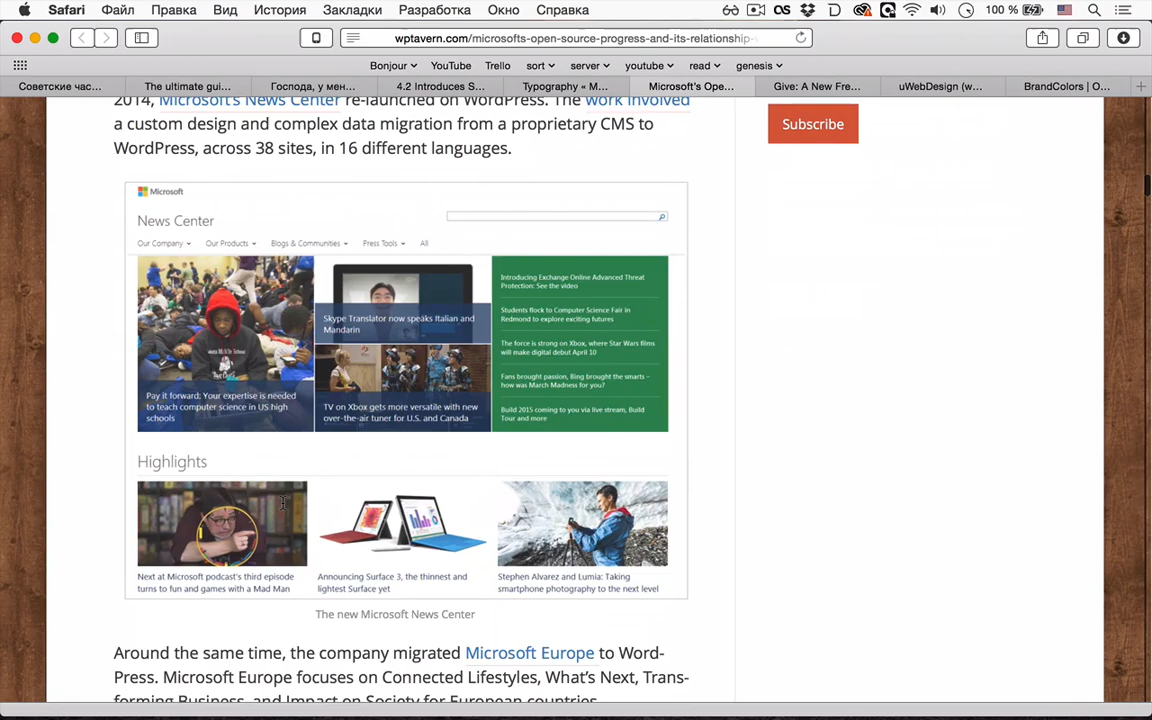 Safari Файл Правка Вид История Закладки Разработка Окно Справка 100 %
wptavern.com/microsofts-open-source-progress-and-its-relationship-
Bonjour YouTube Trello sort server youtube read genesis
Советские час... The ultimate gui... Господа, у мен... 4.2 Introduces S... Typography « M... Microsoft's Ope... Give: A New Fre... uWebDesign (w... BrandColors | O...
2014, Microsoft's News Center re-launched on WordPress. The work involved
a custom design and complex data migration from a proprietary CMS to
WordPress, across 38 sites, in 16 different languages.
Subscribe
Microsoft
News Center
Our Company Our Products Blogs & Communities Press Tools All
Pay it forward: Your expertise is needed
to teach computer science in US high
schools
Skype Translator now speaks Italian and
Mandarin
TV on Xbox gets more versatile with new
over-the-air tuner for U.S. and Canada
Introducing Exchange Online Advanced Threat
Protection: See the video
Students flock to Computer Science Fair in
Redmond to explore exciting futures
The force is strong on Xbox, where Star Wars films
will make digital debut April 10
Fans brought passion, Bing brought the smarts –
how was March Madness for you?
Build 2015 coming to you via live stream, Build
Tour and more
Highlights
Next at Microsoft podcast's third episode
turns to fun and games with a Mad Man
Announcing Surface 3, the thinnest and
lightest Surface yet
Stephen Alvarez and Lumia: Taking
smartphone photography to the next level
The new Microsoft News Center
Around the same time, the company migrated Microsoft Europe to Word-
Press. Microsoft Europe focuses on Connected Lifestyles, What's Next, Trans-
forming Business, and Impact on Society for European countries.